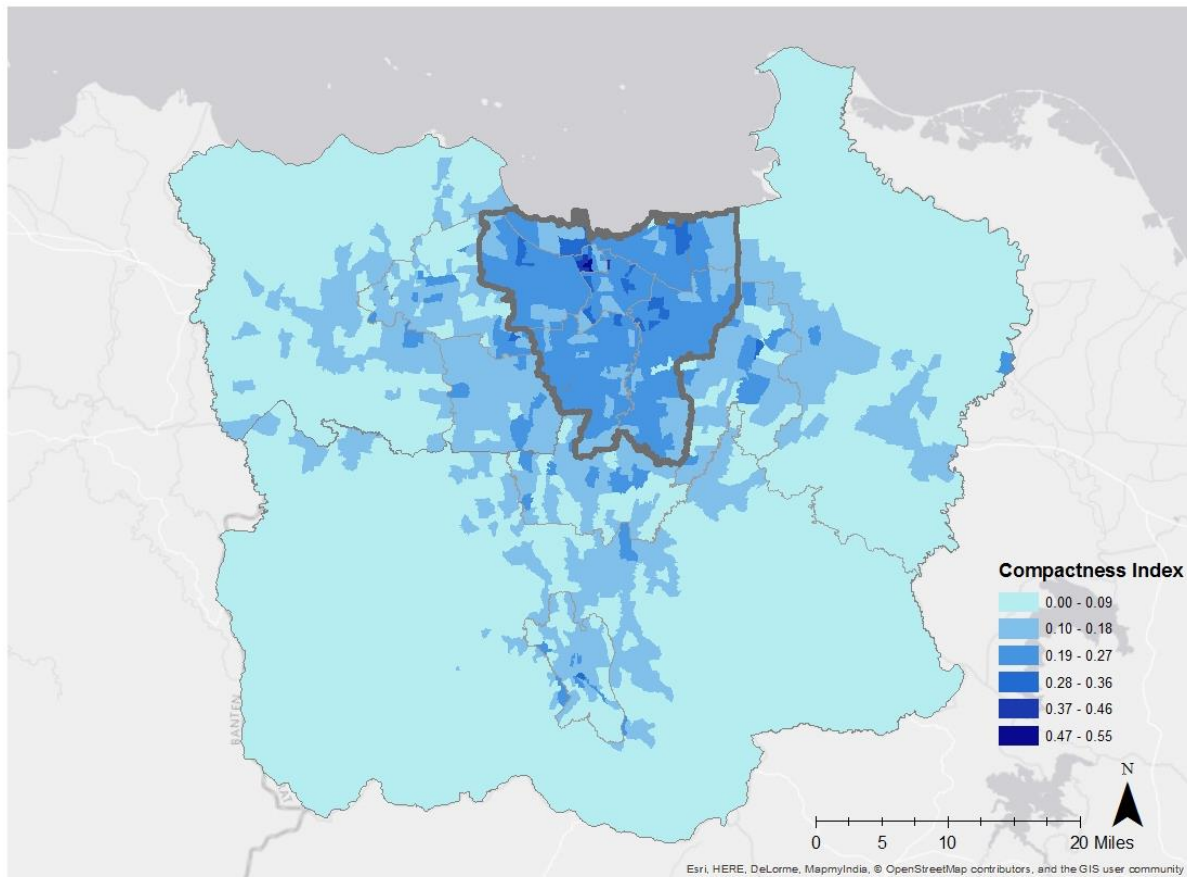 BANTEN
Compactness Index
0.00 - 0.09
0.10 - 0.18
0.19 - 0.27
0.28 - 0.36
0.37 - 0.46
0.47 - 0.55
N
0 5 10 20 Miles
Esri, HERE, DeLorme, MapmyIndia, © OpenStreetMap contributors, and the GIS user community